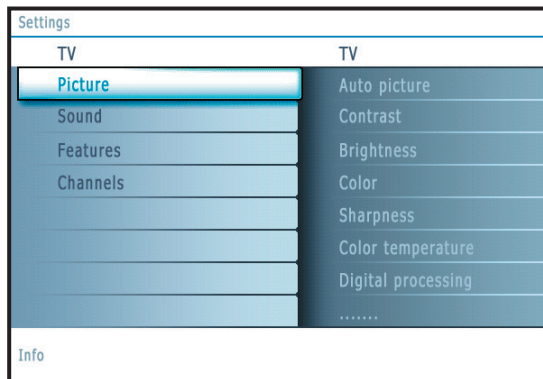 Settings
TV
Picture
Sound
Features
Channels
TV
Auto picture
Contrast
Brightness
Color
Sharpness
Color temperature
Digital processing
.......
Info